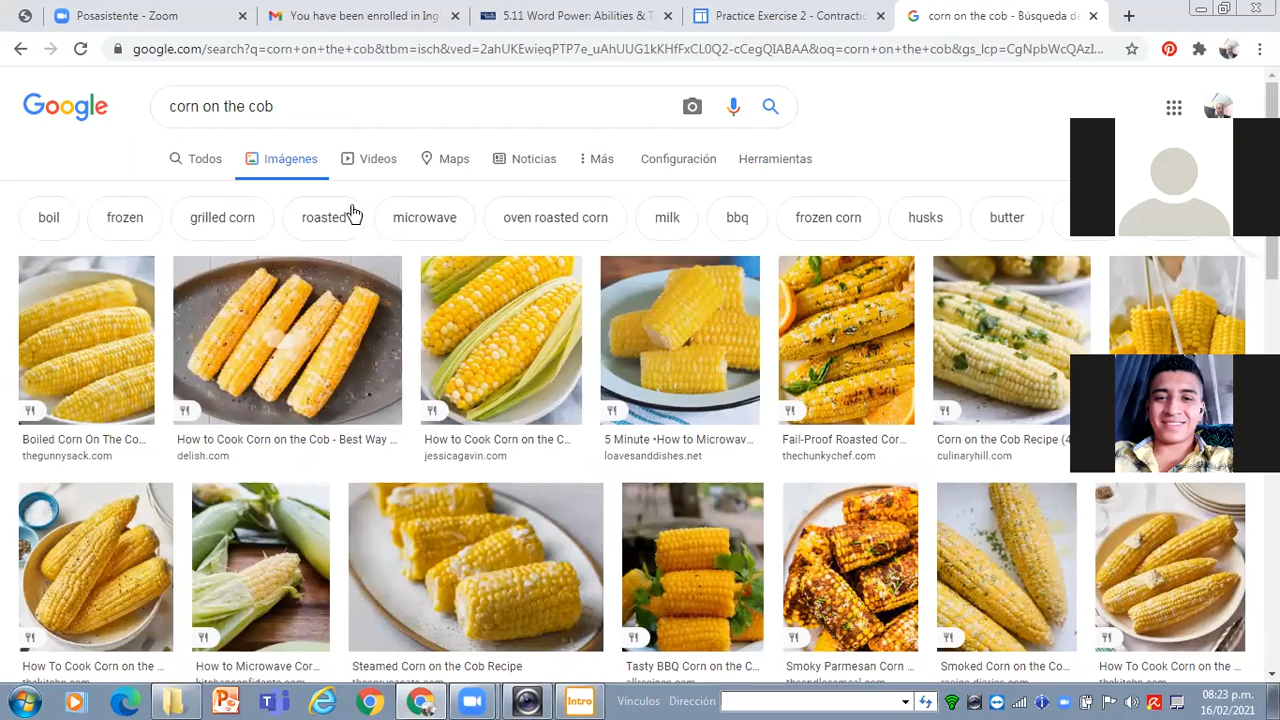 Posasistente - Zoom
You have been enrolled in Ing
5.11 Word Power: Abilities & T
Practice Exercise 2 - Contractic
corn on the cob - Búsqueda de
google.com/search?q=corn+on+the+cob&tbm=isch&ved=2ahUKEwieqPTP7e_uAhUUG1kKHfFxCL0Q2-cCegQIABAA&oq=corn+on+the+cob&gs_lcp=CgNpbWcQAzI...
Google
corn on the cob
Todos
Imágenes
Videos
Maps
Noticias
Más
Configuración
Herramientas
boil
frozen
grilled corn
roasted
microwave
oven roasted corn
milk
bbq
frozen corn
husks
butter
Boiled Corn On The Co...
thegunnysack.com
How to Cook Corn on the Cob - Best Way ...
delish.com
How to Cook Corn on the C...
jessicagavin.com
5 Minute •How to Microwav...
loavesanddishes.net
Fail-Proof Roasted Cor...
thechunkychef.com
Corn on the Cob Recipe (4
culinaryhill.com
How To Cook Corn on the ...
How to Microwave Cor...
Steamed Corn on the Cob Recipe
Tasty BBQ Corn on the C...
Smoky Parmesan Corn ...
Smoked Corn on the Cob...
How To Cook Corn on the ...
Intro
Vínculos
Dirección
08:23 p.m.
16/02/2021